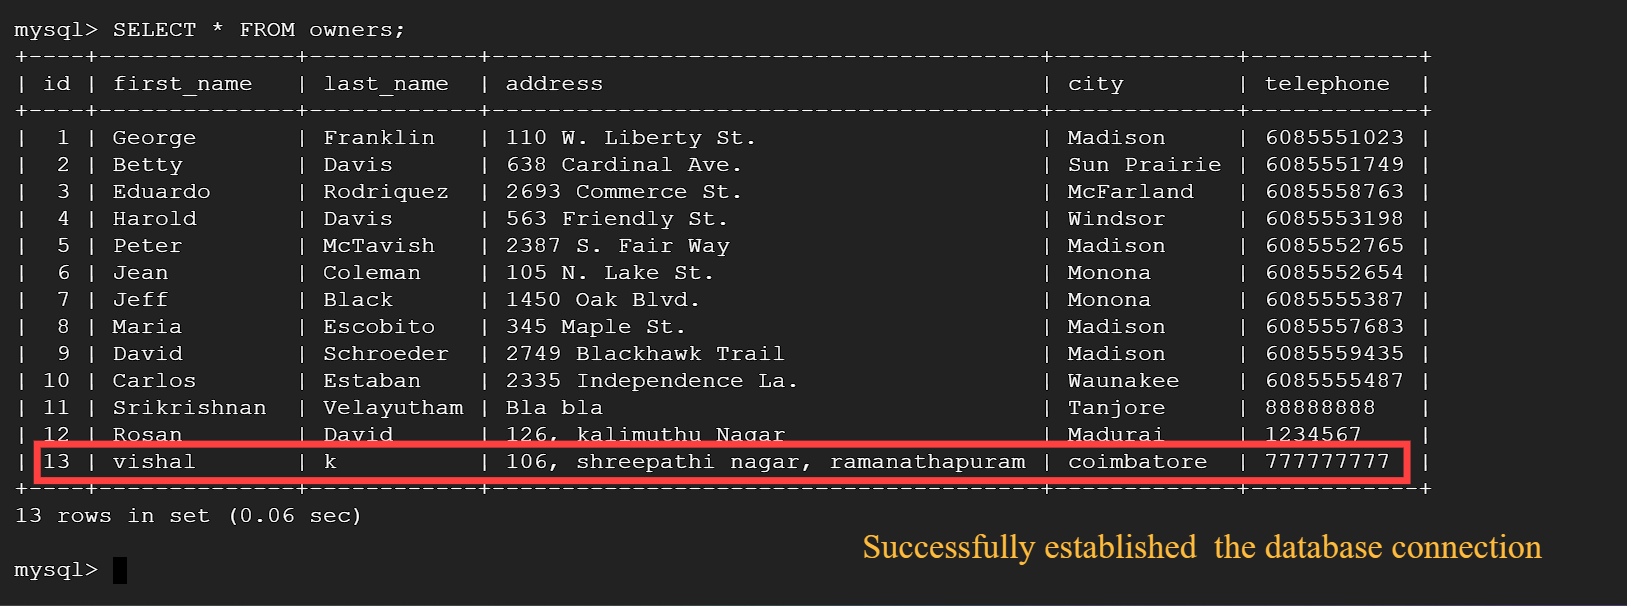 mysql> SELECT * FROM owners;
+----+--------------+------------+---------------------------------------+-------------+------------+
| id | first_name   | last_name  | address                               | city        | telephone  |
+----+--------------+------------+---------------------------------------+-------------+------------+
|  1 | George       | Franklin   | 110 W. Liberty St.                    | Madison     | 6085551023 |
|  2 | Betty        | Davis      | 638 Cardinal Ave.                     | Sun Prairie | 6085551749 |
|  3 | Eduardo      | Rodriquez  | 2693 Commerce St.                     | McFarland   | 6085558763 |
|  4 | Harold       | Davis      | 563 Friendly St.                      | Windsor     | 6085553198 |
|  5 | Peter        | McTavish   | 2387 S. Fair Way                      | Madison     | 6085552765 |
|  6 | Jean         | Coleman    | 105 N. Lake St.                       | Monona      | 6085552654 |
|  7 | Jeff         | Black      | 1450 Oak Blvd.                        | Monona      | 6085555387 |
|  8 | Maria        | Escobito   | 345 Maple St.                         | Madison     | 6085557683 |
|  9 | David        | Schroeder  | 2749 Blackhawk Trail                  | Madison     | 6085559435 |
| 10 | Carlos       | Estaban    | 2335 Independence La.                 | Waunakee    | 6085555487 |
| 11 | Srikrishnan  | Velayutham | Bla bla                               | Tanjore     | 88888888   |
| 12 | Rosan        | David      | 126, kalimuthu Nagar                  | Madurai     | 1234567    |
| 13 | vishal       | k          | 106, shreepathi nagar, ramanathapuram | coimbatore  | 777777777  |
+----+--------------+------------+---------------------------------------+-------------+------------+
13 rows in set (0.06 sec)
Successfully established the database connection
mysql>